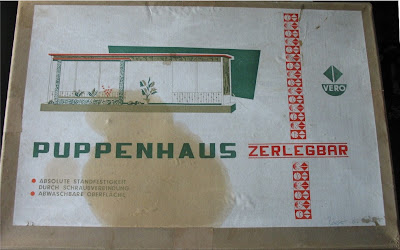 VERO
PUPPENHAUS ZERLEGBAR
ABSOLUTE STANDFESTIGKEIT
DURCH SCHRAUBVERBINDUNG
ABWASCHBARE OBERFLÄCHE